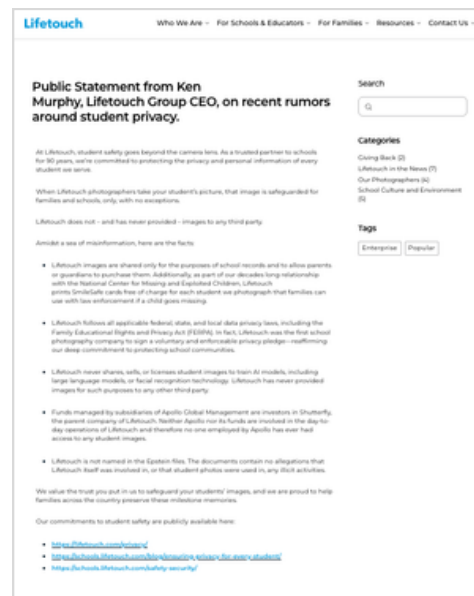 Lifetouch
Who We Are
For Schools & Educators
For Families
Resources
Contact Us
Public Statement from Ken
Murphy, Lifetouch Group CEO, on recent rumors
around student privacy.
At Lifetouch, student safety goes beyond the camera lens. As a trusted partner to schools
for 90 years, we're committed to protecting the privacy and personal information of every
student we serve.
When Lifetouch photographers take your student's picture, that image is safeguarded for
families and schools, only, with no exceptions.
Lifetouch does not – and has never provided – images to any third party.
Amidst a sea of misinformation, here are the facts:
• Lifetouch images are shared only for the purposes of school records and to allow parents
or guardians to purchase them. Additionally, as part of our decades long relationship
with the National Center for Missing and Exploited Children, Lifetouch
prints SmileSafe cards free of charge for each student we photograph that families can
use with law enforcement if a child goes missing.
• Lifetouch follows all applicable federal, state, and local data privacy laws, including the
Family Educational Rights and Privacy Act (FERPA). In fact, Lifetouch was the first school
photography company to sign a voluntary and enforceable privacy pledge—reaffirming
our deep commitment to protecting school communities.
• Lifetouch never shares, sells, or licenses student images to train AI models, including
large language models, or facial recognition technology. Lifetouch has never provided
images for such purposes to any other third party.
• Funds managed by subsidiaries of Apollo Global Management are investors in Shutterfly,
the parent company of Lifetouch. Neither Apollo nor its funds are involved in the day-to-
day operations of Lifetouch and therefore no one employed by Apollo has ever had
access to any student images.
• Lifetouch is not named in the Epstein files. The documents contain no allegations that
Lifetouch itself was involved in, or that student photos were used in, any illicit activities.
We value the trust you put in us to safeguard your students' images, and we are proud to help
families across the country preserve these milestone memories.
Our commitments to student safety are publicly available here:
• https://lifetouch.com/privacy/
• https://schools.lifetouch.com/blog/ensuring-privacy-for-every-student/
• https://schools.lifetouch.com/safety-security/
Search
Categories
Giving Back (2)
Lifetouch in the News (7)
Our Photographers (4)
School Culture and Environment
(5)
Tags
Enterprise
Popular